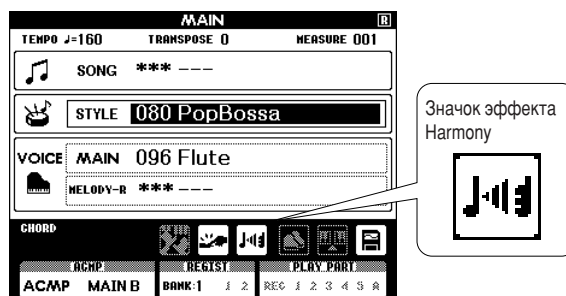 MAIN R
TEMPO ♩=160 TRANSPOSE 0 MEASURE 001
SONG *** ---
STYLE 080 PopBossa
VOICE MAIN 096 Flute
MELODY-R *** ---
CHORD
ACMP REGIST PLAY PART
ACMP MAIN B BANK:1 1 2 REC 1 2 3 4 5 A
Значок эффекта
Harmony